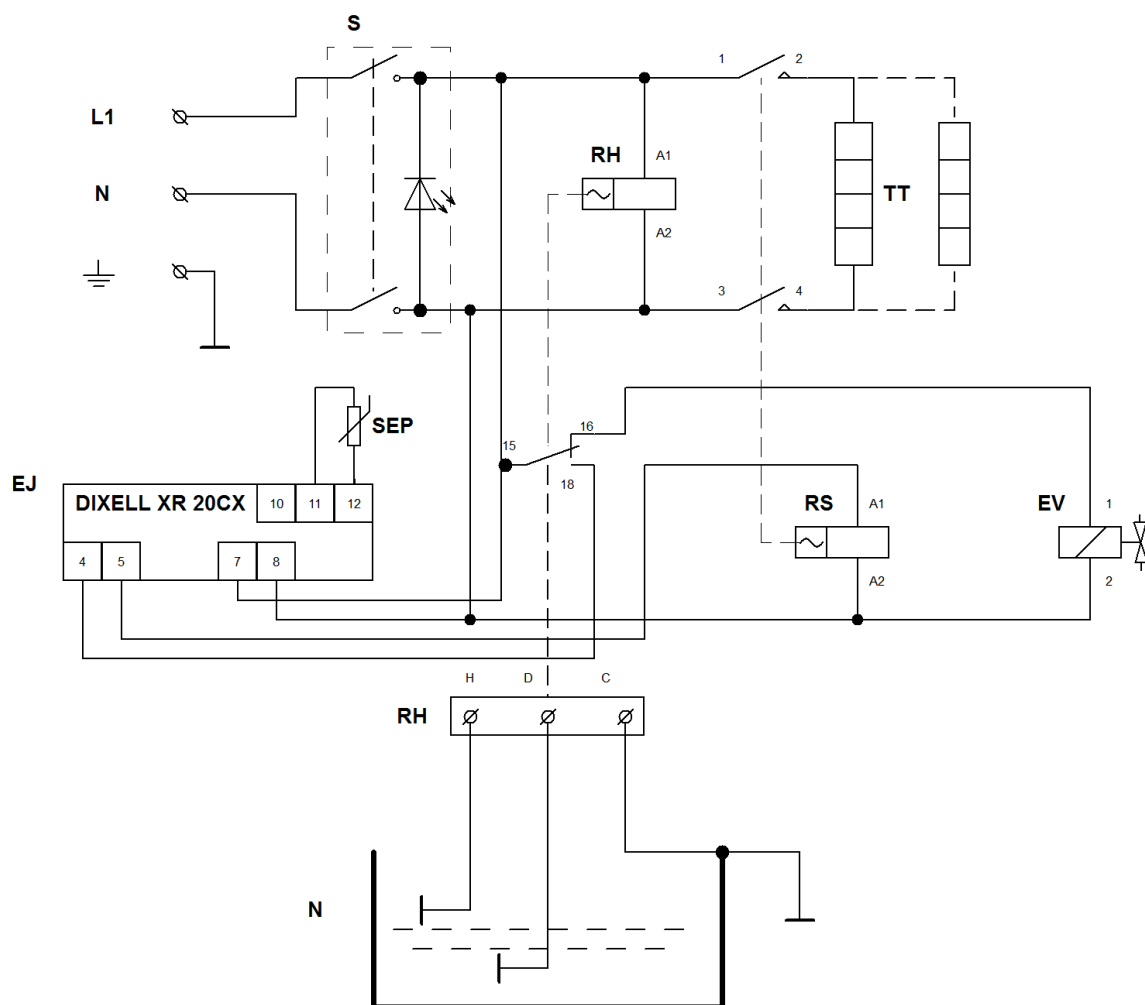 S
L1
1
2
RH
A1
N
TT
A2
3
4
SEP
16
15
EJ
18
DIXELL XR 20CX
10
11
12
RS
A1
EV
1
4
5
7
8
A2
2
H
D
C
RH
N